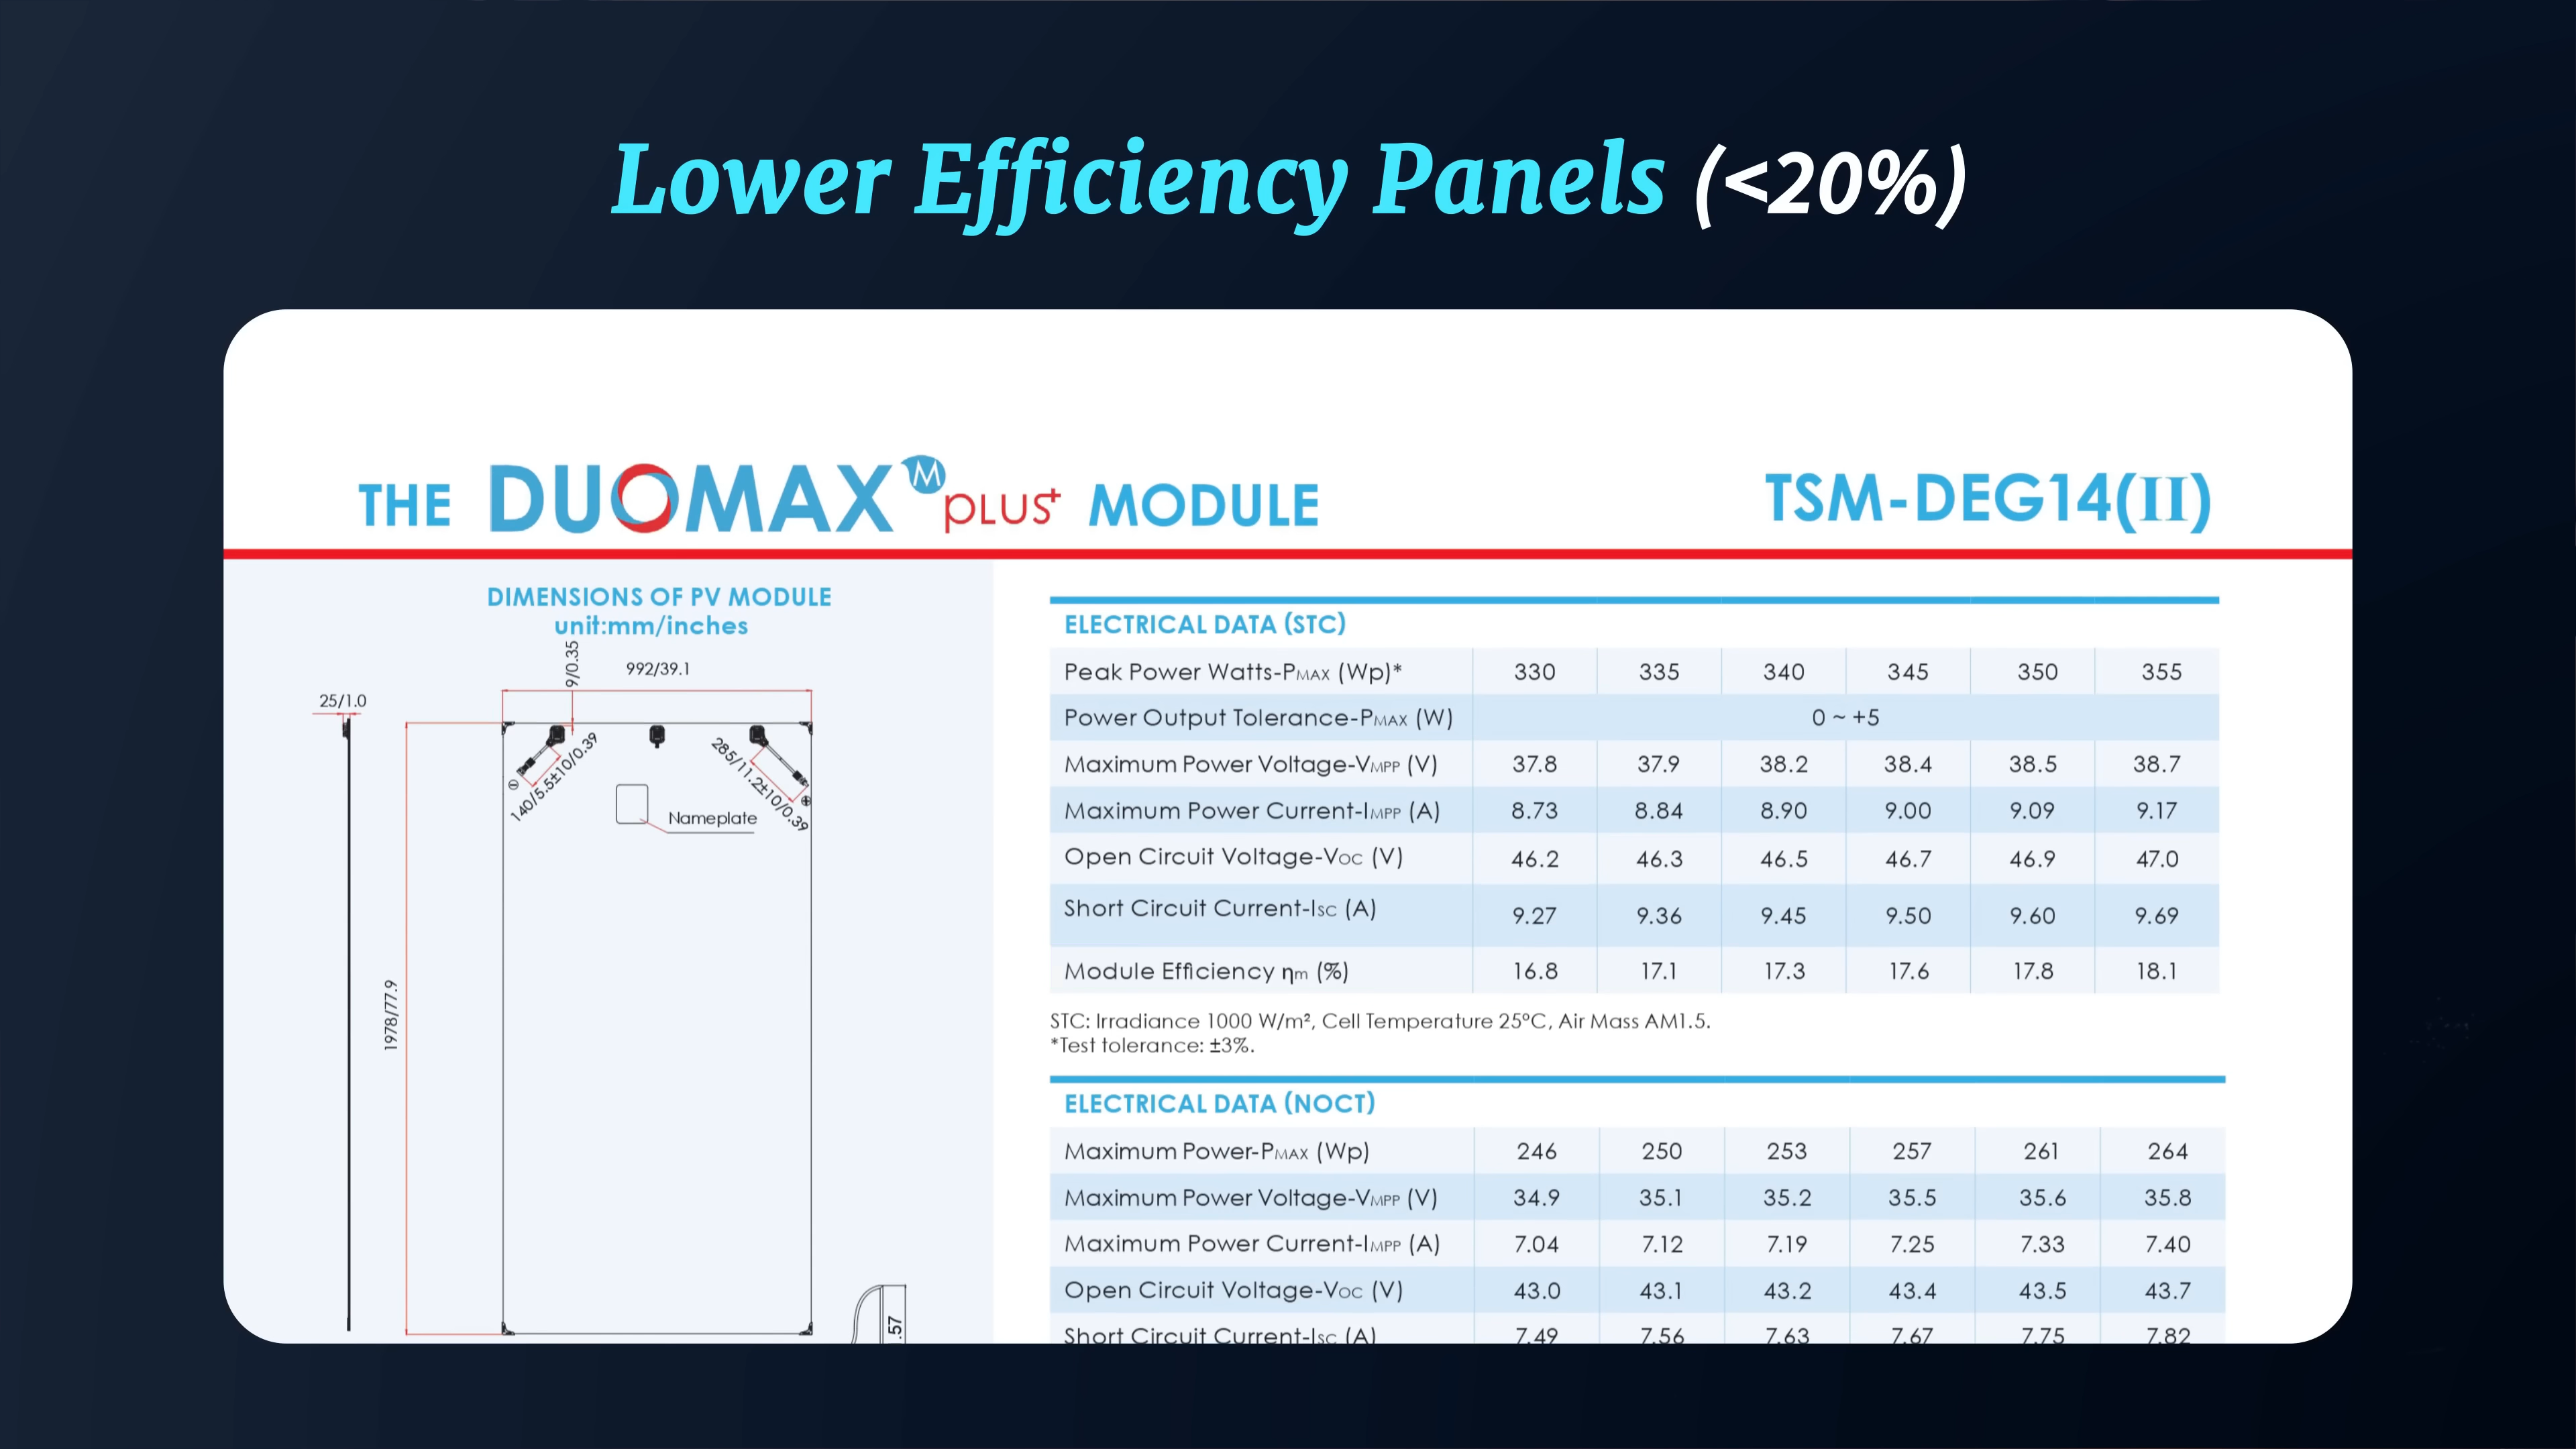 Lower Efficiency Panels (<20%)
THE DUOMAX M PLUS+ MODULE
TSM-DEG14(II)
DIMENSIONS OF PV MODULE
unit:mm/inches
9/0.35
992/39.1
25/1.0
140/5.5±10/0.39
285/11.2±10/0.39
Nameplate
1978/77.9
.57
ELECTRICAL DATA (STC)
Peak Power Watts-PMAX (Wp)* 330 335 340 345 350 355
Power Output Tolerance-PMAX (W) 0 ~ +5
Maximum Power Voltage-VMPP (V) 37.8 37.9 38.2 38.4 38.5 38.7
Maximum Power Current-IMPP (A) 8.73 8.84 8.90 9.00 9.09 9.17
Open Circuit Voltage-VOC (V) 46.2 46.3 46.5 46.7 46.9 47.0
Short Circuit Current-ISC (A) 9.27 9.36 9.45 9.50 9.60 9.69
Module Efficiency ηm (%) 16.8 17.1 17.3 17.6 17.8 18.1
STC: Irradiance 1000 W/m², Cell Temperature 25°C, Air Mass AM1.5.
*Test tolerance: ±3%.
ELECTRICAL DATA (NOCT)
Maximum Power-PMAX (Wp) 246 250 253 257 261 264
Maximum Power Voltage-VMPP (V) 34.9 35.1 35.2 35.5 35.6 35.8
Maximum Power Current-IMPP (A) 7.04 7.12 7.19 7.25 7.33 7.40
Open Circuit Voltage-VOC (V) 43.0 43.1 43.2 43.4 43.5 43.7
Short Circuit Current-ISC (A) 7.49 7.56 7.63 7.67 7.75 7.82